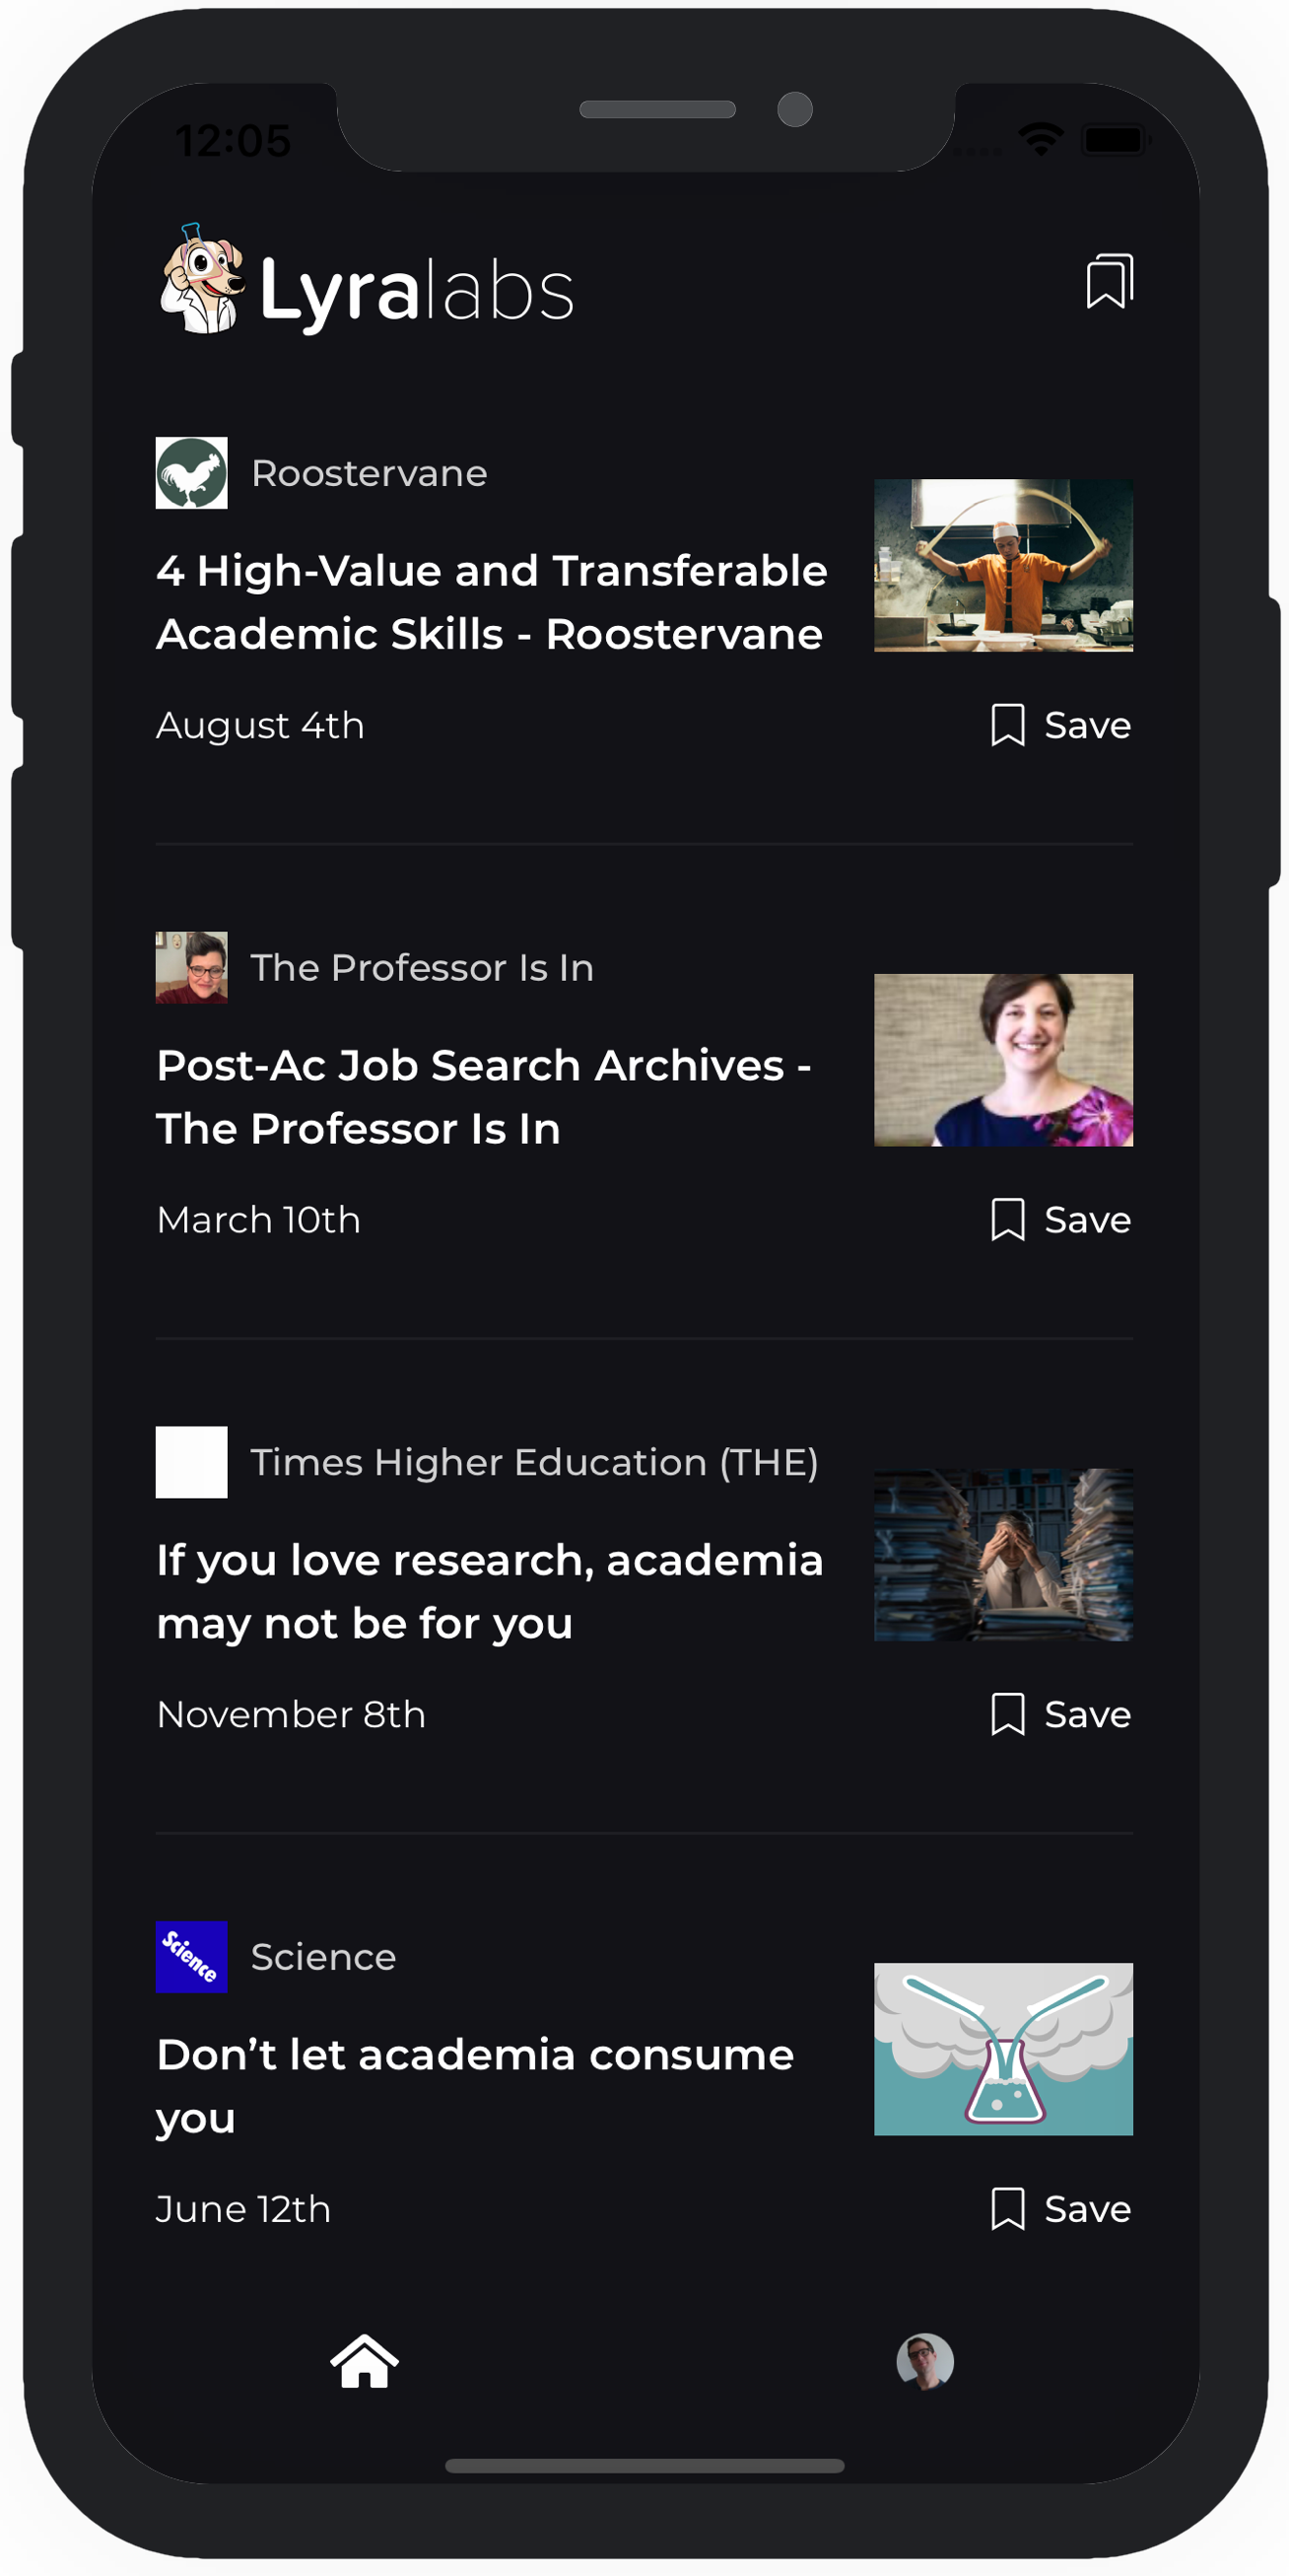 12:05
Lyralabs
Roostervane
4 High-Value and Transferable
Academic Skills - Roostervane
August 4th
Save
The Professor Is In
Post-Ac Job Search Archives -
The Professor Is In
March 10th
Save
Times Higher Education (THE)
If you love research, academia
may not be for you
November 8th
Save
Science
Science
Don’t let academia consume
you
June 12th
Save